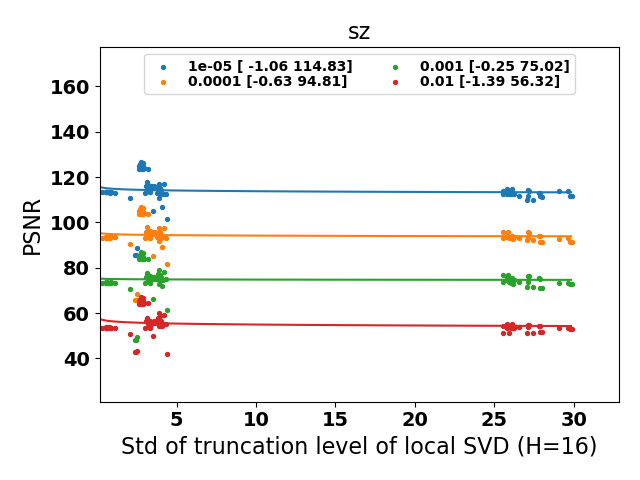 sz
1e-05 [ -1.06 114.83]
0.0001 [-0.63 94.81]
0.001 [-0.25 75.02]
0.01 [-1.39 56.32]
PSNR
160
140
120
100
80
60
40
5 10 15 20 25 30
Std of truncation level of local SVD (H=16)